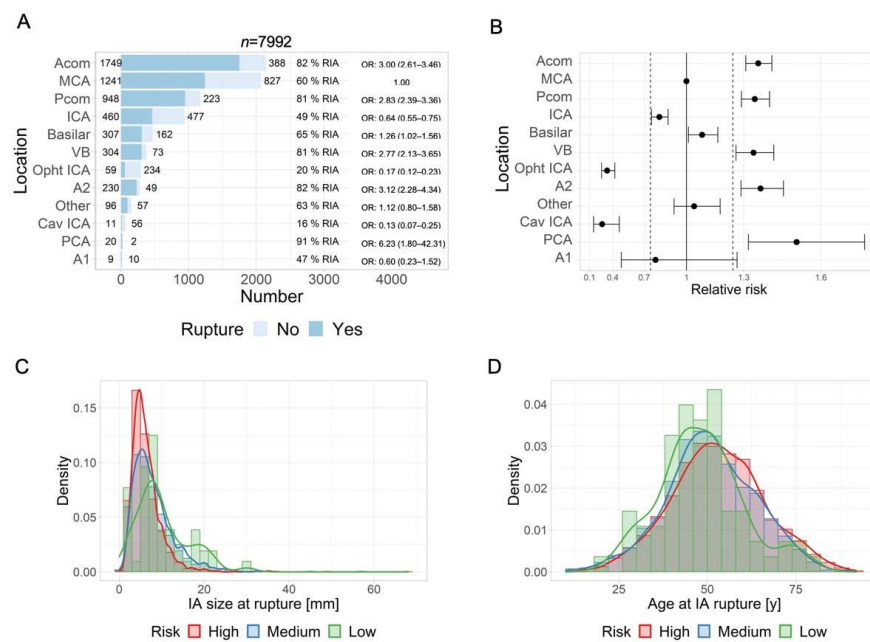 A
n=7992
Location
Acom 1749 388 82 % RIA OR: 3.00 (2.61–3.46)
MCA 1241 827 60 % RIA 1.00
Pcom 948 223 81 % RIA OR: 2.83 (2.39–3.36)
ICA 460 477 49 % RIA OR: 0.64 (0.55–0.75)
Basilar 307 162 65 % RIA OR: 1.26 (1.02–1.56)
VB 304 73 81 % RIA OR: 2.77 (2.13–3.65)
Opht ICA 59 234 20 % RIA OR: 0.17 (0.12–0.23)
A2 230 49 82 % RIA OR: 3.12 (2.28–4.34)
Other 96 57 63 % RIA OR: 1.12 (0.80–1.58)
Cav ICA 11 56 16 % RIA OR: 0.13 (0.07–0.25)
PCA 20 2 91 % RIA OR: 6.23 (1.80–42.31)
A1 9 10 47 % RIA OR: 0.60 (0.23–1.52)
0 1000 2000 3000 4000
Number
Rupture No Yes
B
Location
Acom
MCA
Pcom
ICA
Basilar
VB
Opht ICA
A2
Other
Cav ICA
PCA
A1
0.1 0.4 0.7 1 1.3 1.6
Relative risk
C
Density
0.15
0.10
0.05
0.00
0 20 40 60
IA size at rupture [mm]
Risk High Medium Low
D
Density
0.04
0.03
0.02
0.01
0.00
25 50 75
Age at IA rupture [y]
Risk High Medium Low